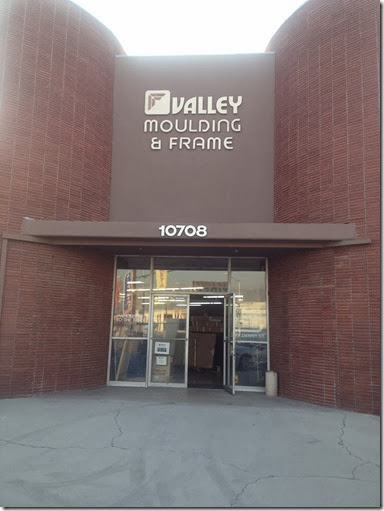 VALLEY
MOULDING
& FRAME
10708